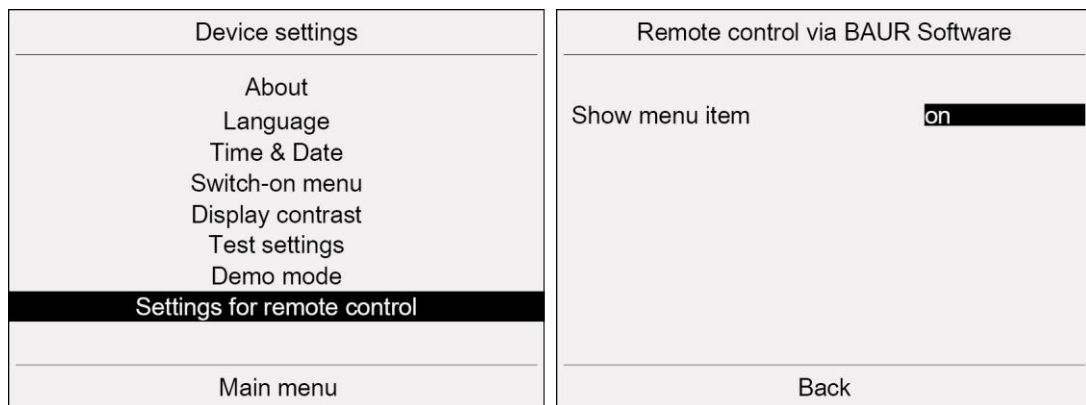 Device settings
About
Language
Time & Date
Switch-on menu
Display contrast
Test settings
Demo mode
Settings for remote control
Main menu
Remote control via BAUR Software
Show menu item on
Back